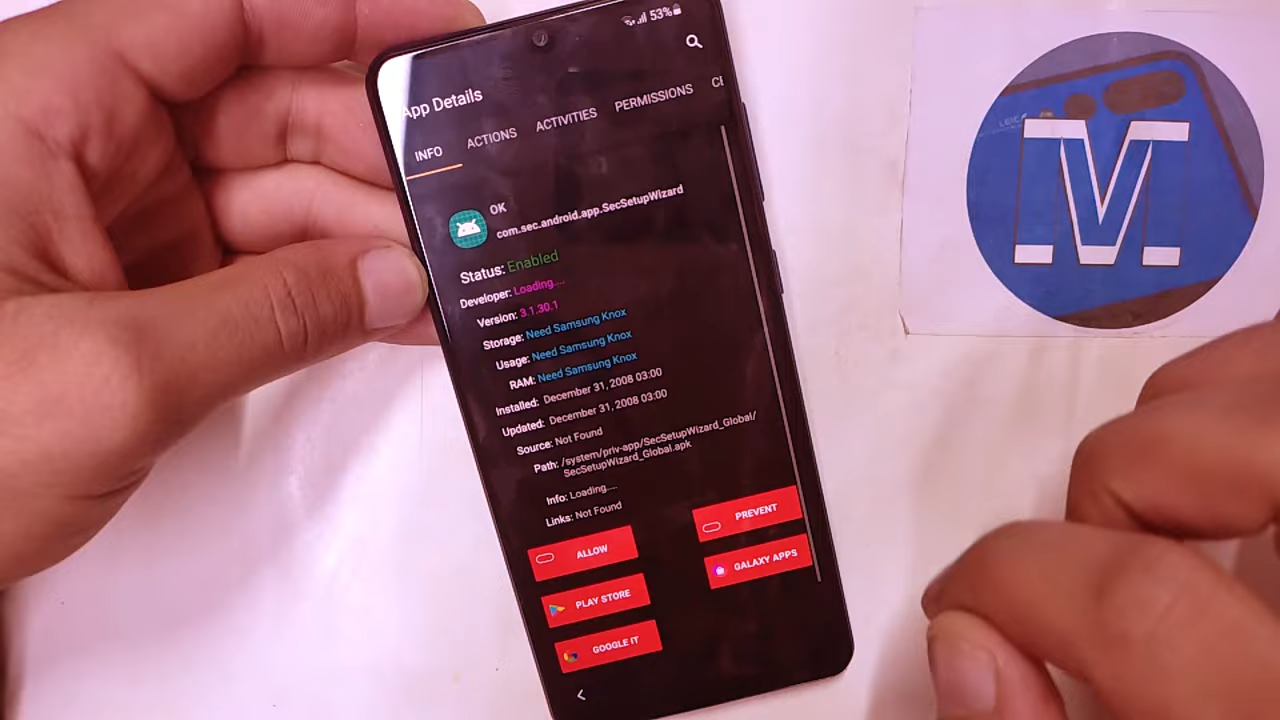 53%
App Details
INFO ACTIONS ACTIVITIES PERMISSIONS
OK
com.sec.android.app.SecSetupWizard
Status: Enabled
Developer: Loading....
Version: 3.1.30.1
Storage: Need Samsung Knox
Usage: Need Samsung Knox
RAM: Need Samsung Knox
Installed: December 31, 2008 03:00
Updated: December 31, 2008 03:00
Source: Not Found
Path: /system/priv-app/SecSetupWizard_Global/
SecSetupWizard_Global.apk
Info: Loading....
Links: Not Found
ALLOW PREVENT
PLAY STORE GALAXY APPS
GOOGLE IT
LEICA
M